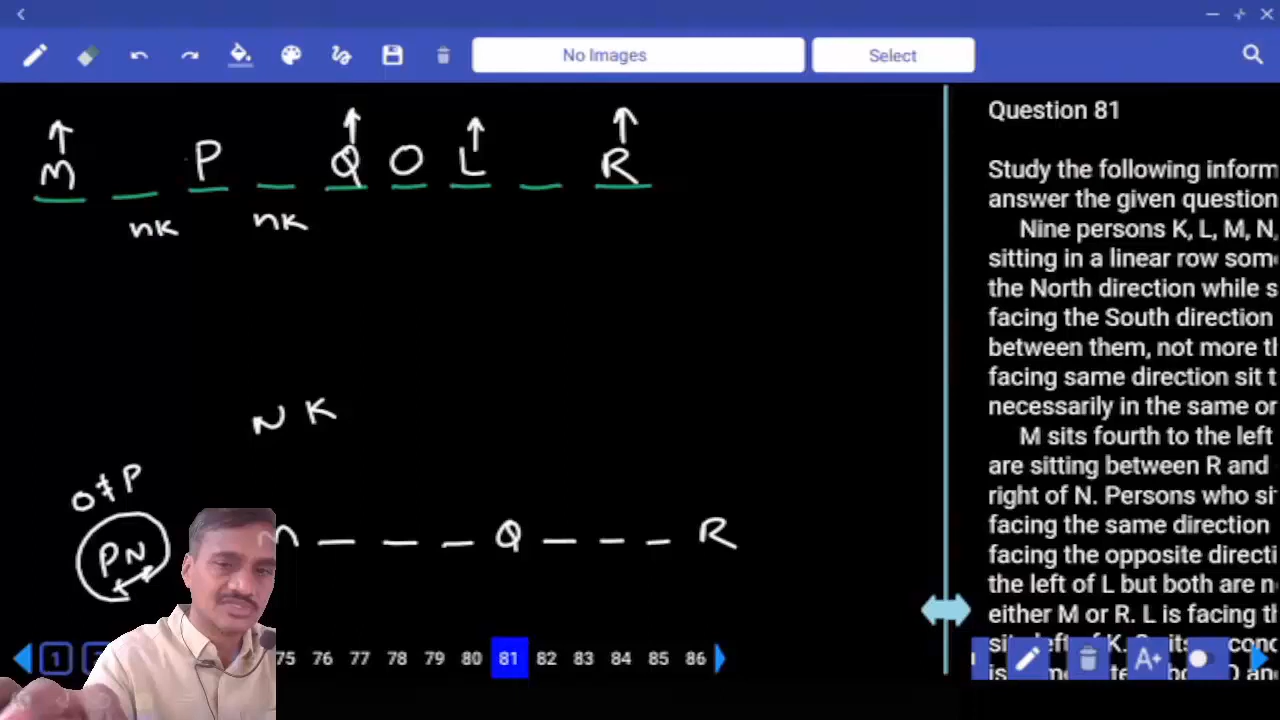 No Images
Select
M _ P _ Q O L _ R
nK nK
N K
O ≠ P
PN
M _ _ _ Q _ _ _ R
Question 81
Study the following inform
answer the given question
Nine persons K, L, M, N,
sitting in a linear row som
the North direction while s
facing the South direction
between them, not more th
facing same direction sit t
necessarily in the same or
M sits fourth to the left
are sitting between R and
right of N. Persons who si
facing the same direction
facing the opposite directi
the left of L but both are n
either M or R. L is facing th
of K.
1 75 76 77 78 79 80 81 82 83 84 85 86
A+